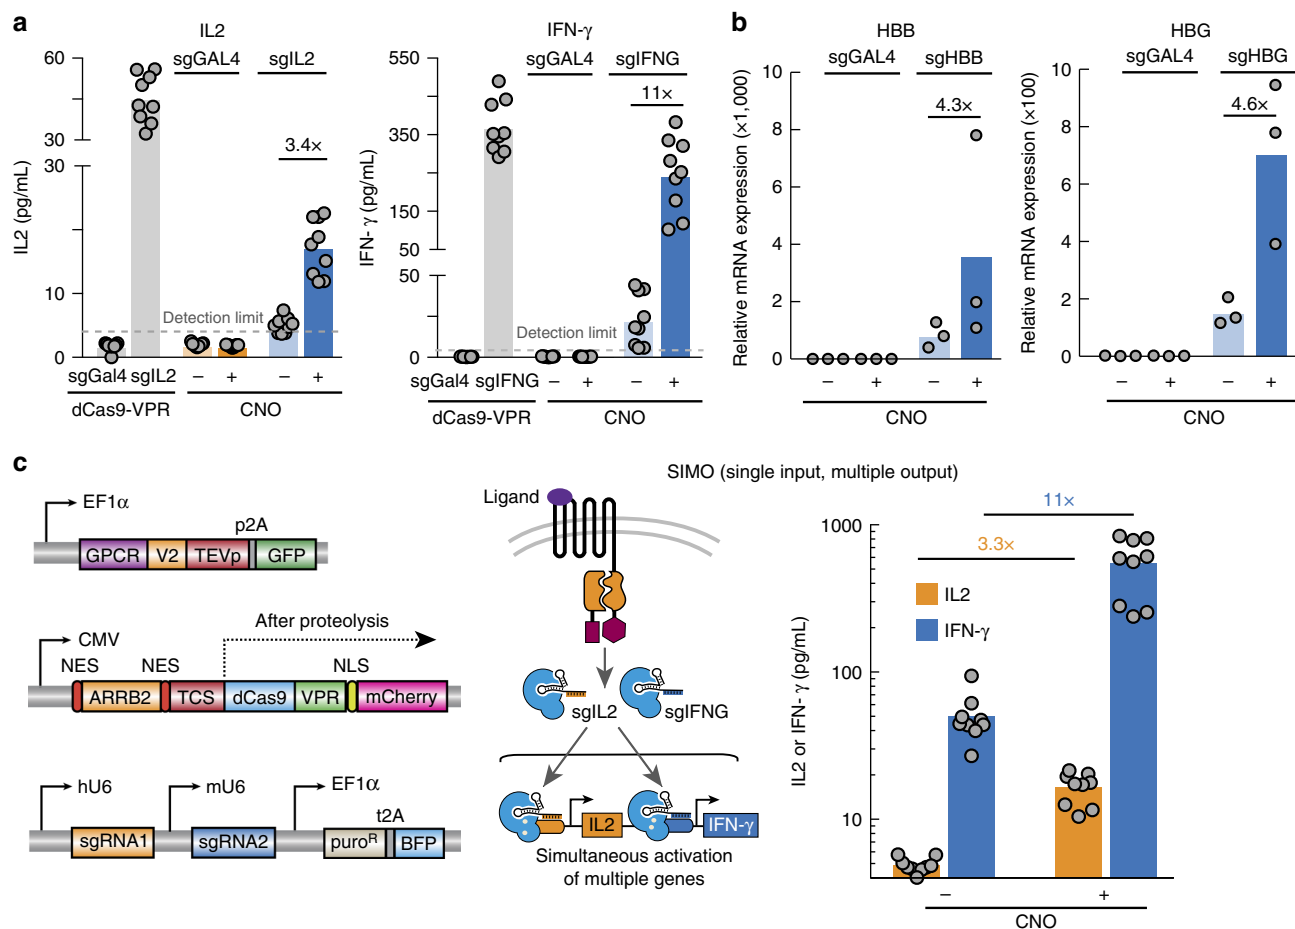 a
IL2
sgGAL4 sgIL2
60
30
30
10
0
IL2 (pg/mL)
3.4×
Detection limit
sgGal4 sgIL2 – + – +
dCas9-VPR CNO
IFN-γ
sgGAL4 sgIFNG
550
350
150
50
50
0
IFN- γ (pg/mL)
11×
Detection limit
sgGal4 sgIFNG – + – +
dCas9-VPR CNO
b
HBB
sgGAL4 sgHBB
10
8
6
4
2
0
Relative mRNA expression (×1,000)
4.3×
– + – +
CNO
HBG
sgGAL4 sgHBG
10
8
6
4
2
0
Relative mRNA expression (×100)
4.6×
– + – +
CNO
c
EF1α
p2A
GPCR V2 TEVp GFP
After proteolysis
CMV
NES NES NLS
ARRB2 TCS dCas9 VPR mCherry
hU6 mU6 EF1α
t2A
sgRNA1 sgRNA2 puroᴿ BFP
SIMO (single input, multiple output)
Ligand
sgIL2 sgIFNG
IL2 IFN-γ
Simultaneous activation
of multiple genes
11×
3.3×
1000
100
10
IL2 or IFN- γ (pg/mL)
IL2
IFN-γ
– +
CNO